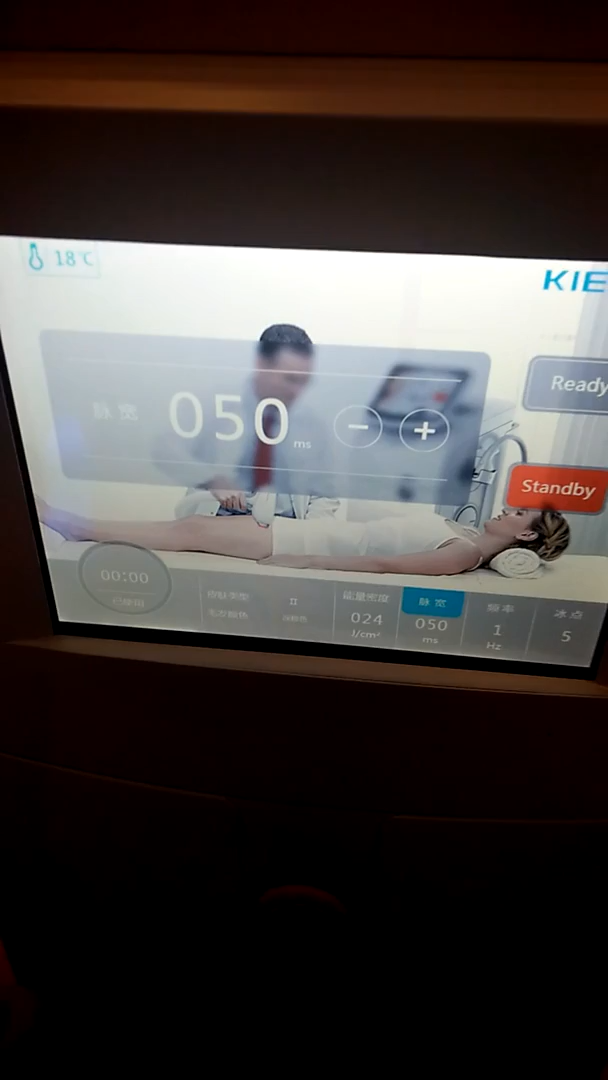 18℃
KIE
Ready
脉宽 050 ms − +
Standby
00:00
已使用
皮肤类型 II
毛发颜色 深颜色
能量密度
024
J/cm²
脉宽
050
ms
频率
1
Hz
冰点
5